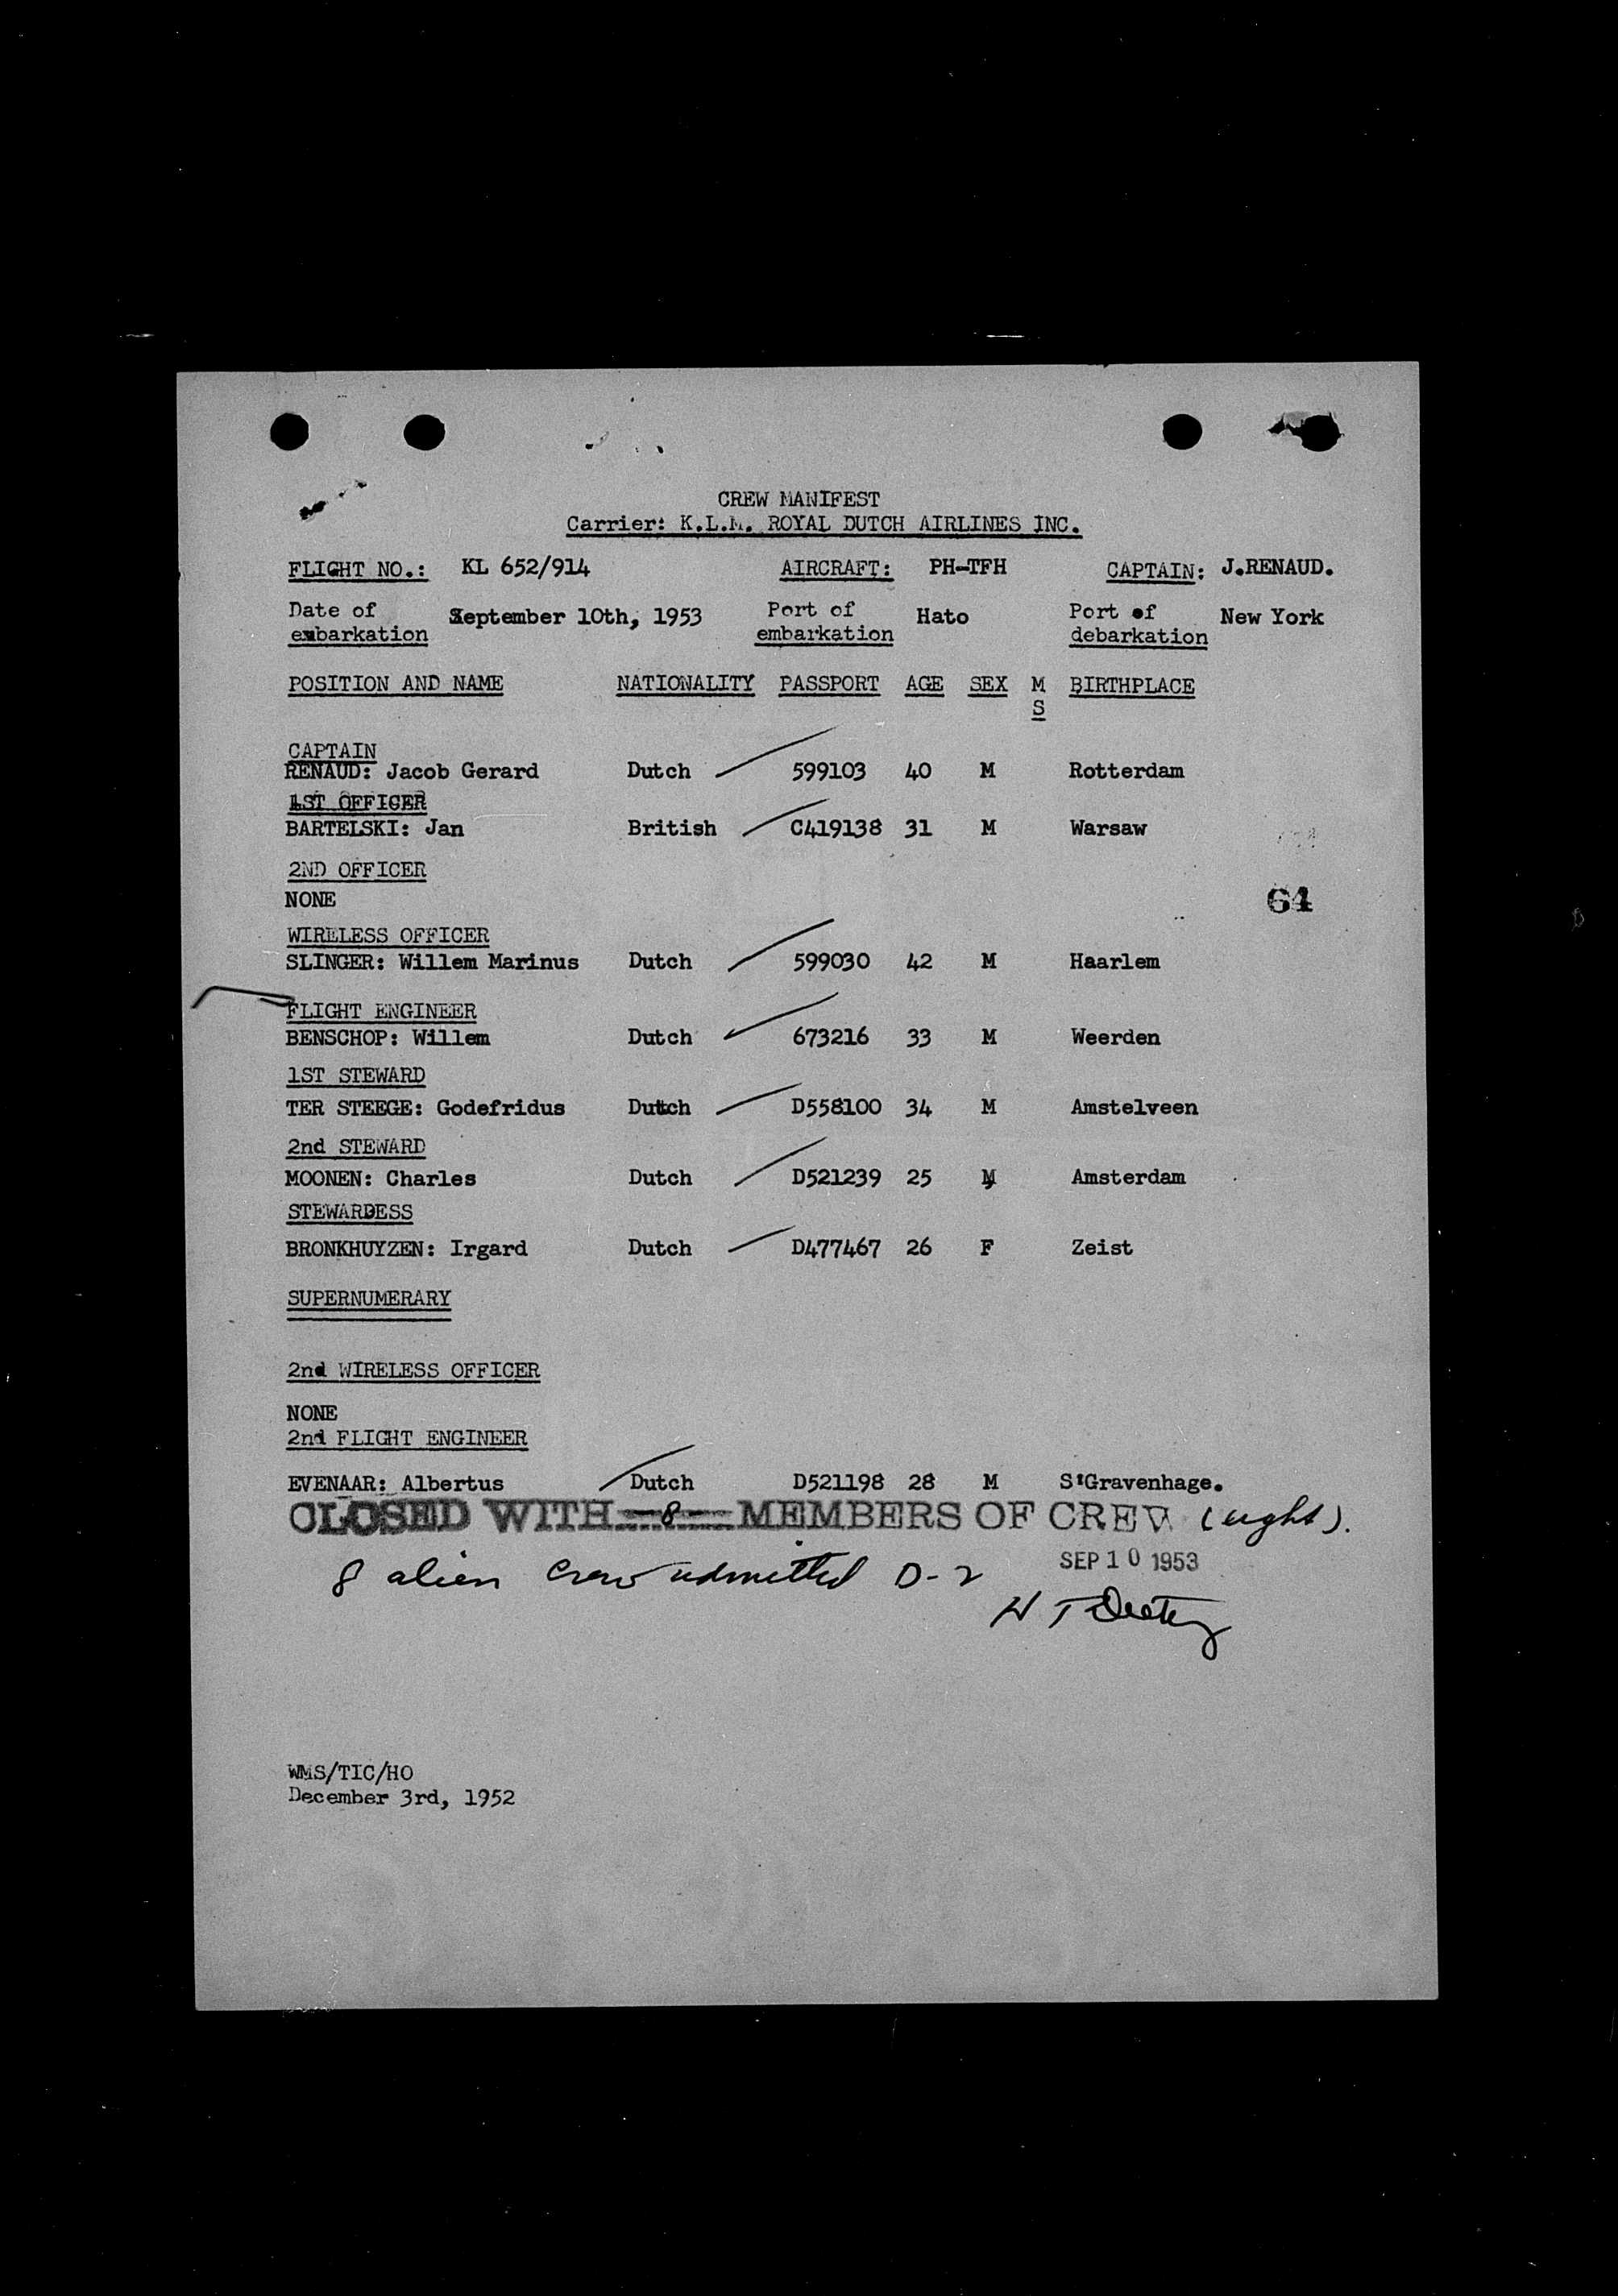 CREW MANIFEST
Carrier: K.L.M. ROYAL DUTCH AIRLINES INC.
FLIGHT NO.: KL 652/914 AIRCRAFT: PH-TFH CAPTAIN: J.RENAUD.
Date of embarkation September 10th, 1953 Port of embarkation Hato Port of debarkation New York
POSITION AND NAME NATIONALITY PASSPORT AGE SEX M S BIRTHPLACE
CAPTAIN
RENAUD: Jacob Gerard Dutch 599103 40 M Rotterdam
1ST OFFICER
BARTELSKI: Jan British C419138 31 M Warsaw
2ND OFFICER
NONE
64
WIRELESS OFFICER
SLINGER: Willem Marinus Dutch 599030 42 M Haarlem
FLIGHT ENGINEER
BENSCHOP: Willem Dutch 673216 33 M Weerden
1ST STEWARD
TER STEEGE: Godefridus Dutch D558100 34 M Amstelveen
2nd STEWARD
MOONEN: Charles Dutch D521239 25 M Amsterdam
STEWARDESS
BRONKHUYZEN: Irgard Dutch D477467 26 F Zeist
SUPERNUMERARY
2nd WIRELESS OFFICER
NONE
2nd FLIGHT ENGINEER
EVENAAR: Albertus Dutch D521198 28 M S'Gravenhage.
CLOSED WITH -8- MEMBERS OF CREW (eight).
8 alien crew admitted D-2 SEP 10 1953
WMS/TIC/HO
December 3rd, 1952